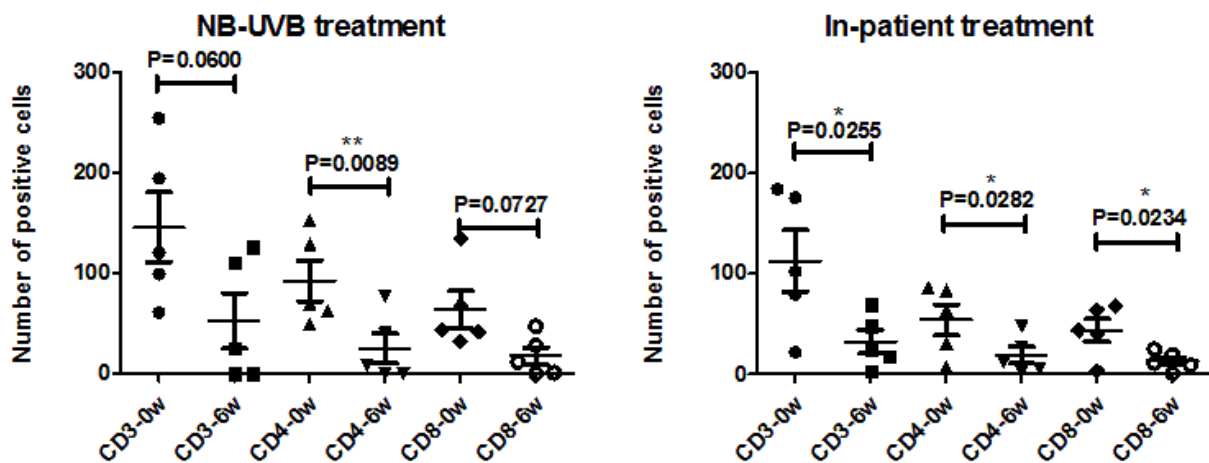 NB-UVB treatment
Number of positive cells
300
200
100
0
P=0.0600
**
P=0.0089
P=0.0727
CD3-0w
CD3-6w
CD4-0w
CD4-6w
CD8-0w
CD8-6w
In-patient treatment
Number of positive cells
300
200
100
0
*
P=0.0255
*
P=0.0282
*
P=0.0234
CD3-0w
CD3-6w
CD4-0w
CD4-6w
CD8-0w
CD8-6w